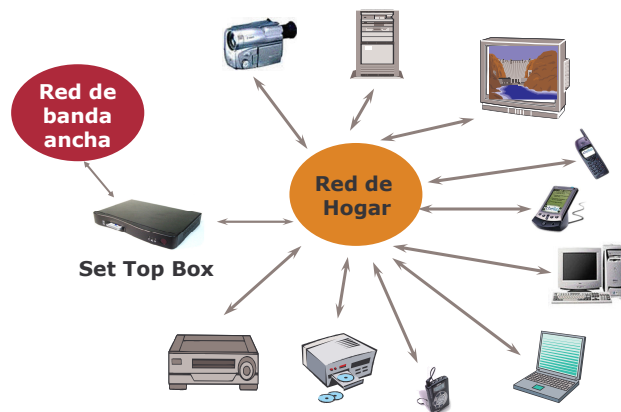 Red de
banda
ancha
Red de
Hogar
Set Top Box